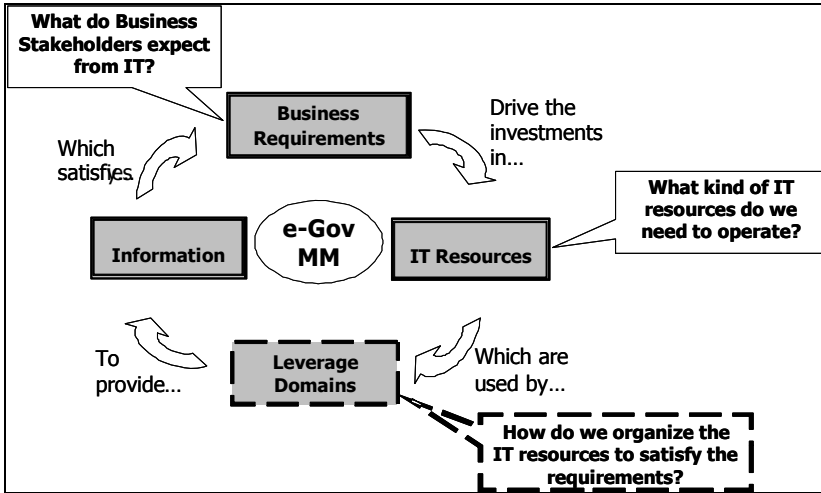 What do Business
Stakeholders expect
from IT?
Business
Requirements
Drive the
investments
in...
Which
satisfies...
What kind of IT
resources do we
need to operate?
Information
e-Gov
MM
IT Resources
To
provide...
Leverage
Domains
Which are
used by...
How do we organize the
IT resources to satisfy the
requirements?